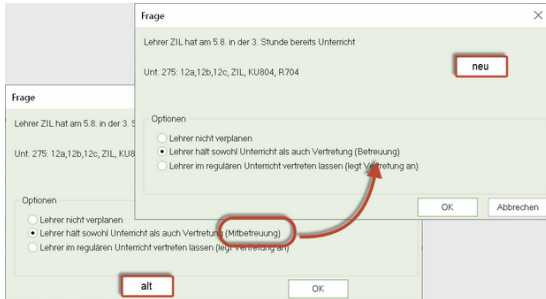 Frage
Lehrer ZIL hat am 5.8. in der 3. Stunde bereits Unterricht
neu
Unt. 275: 12a,12b,12c, ZIL, KU804, R704
Optionen
Lehrer nicht verplanen
Lehrer hält sowohl Unterricht als auch Vertretung (Betreuung)
Lehrer im regulären Unterricht vertreten lassen (legt Vertretung an)
OK
Abbrechen
Frage
Lehrer ZIL hat am 5.8. in der 3. S
Unt. 275: 12a,12b,12c, ZIL, KU8
Optionen
Lehrer nicht verplanen
Lehrer hält sowohl Unterricht als auch Vertretung (Mitbetreuung)
Lehrer im regulären Unterricht vertreten lassen (legt Vertretung an)
alt
OK